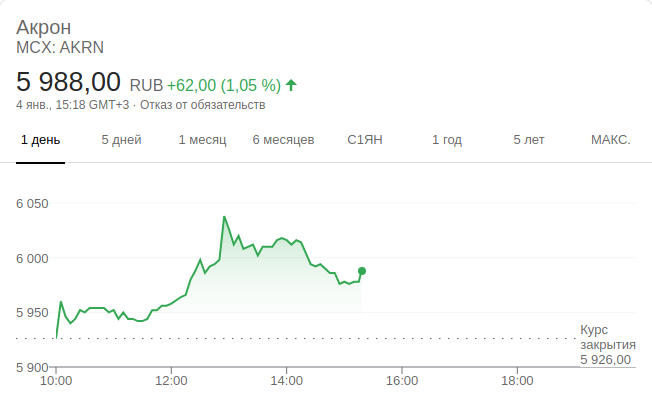 Акрон
MCX: AKRN
5 988,00 RUB +62,00 (1,05 %)
4 янв., 15:18 GMT+3 · Отказ от обязательств
1 день 5 дней 1 месяц 6 месяцев С1ЯН 1 год 5 лет МАКС.
6 050
6 000
5 950
Курс
закрытия
5 926,00
5 900
10:00 12:00 14:00 16:00 18:00